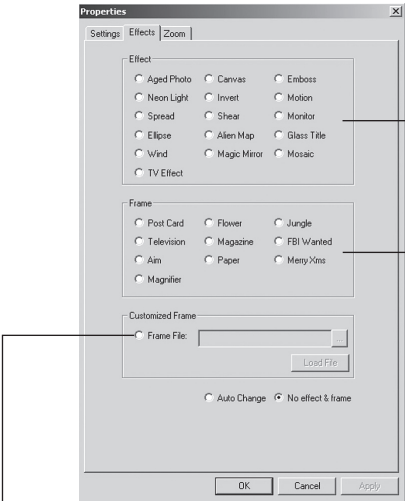 Properties
Settings Effects Zoom
Effect
Aged Photo Canvas Emboss
Neon Light Invert Motion
Spread Shear Monitor
Ellipse Alien Map Glass Title
Wind Magic Mirror Mosaic
TV Effect
Frame
Post Card Flower Jungle
Television Magazine FBI Wanted
Aim Paper Merry Xms
Magnifier
Customized Frame
Frame File: ...
Load File
Auto Change No effect & frame
OK Cancel Apply